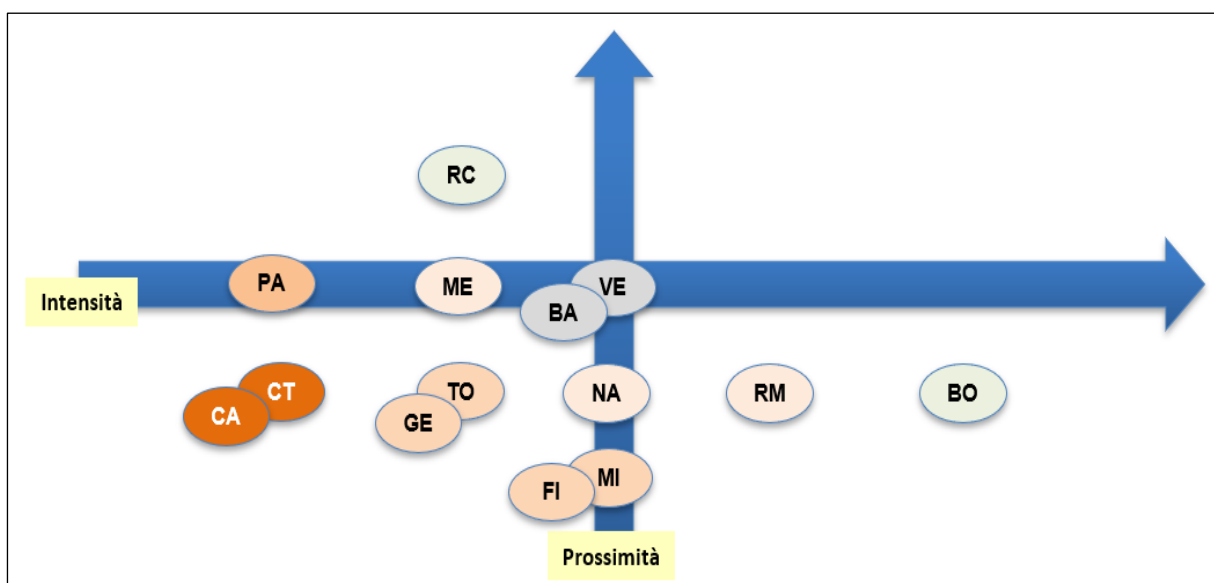 RC
PA
ME
VE
BA
Intensità
CT
CA
TO
GE
NA
RM
BO
FI
MI
Prossimità